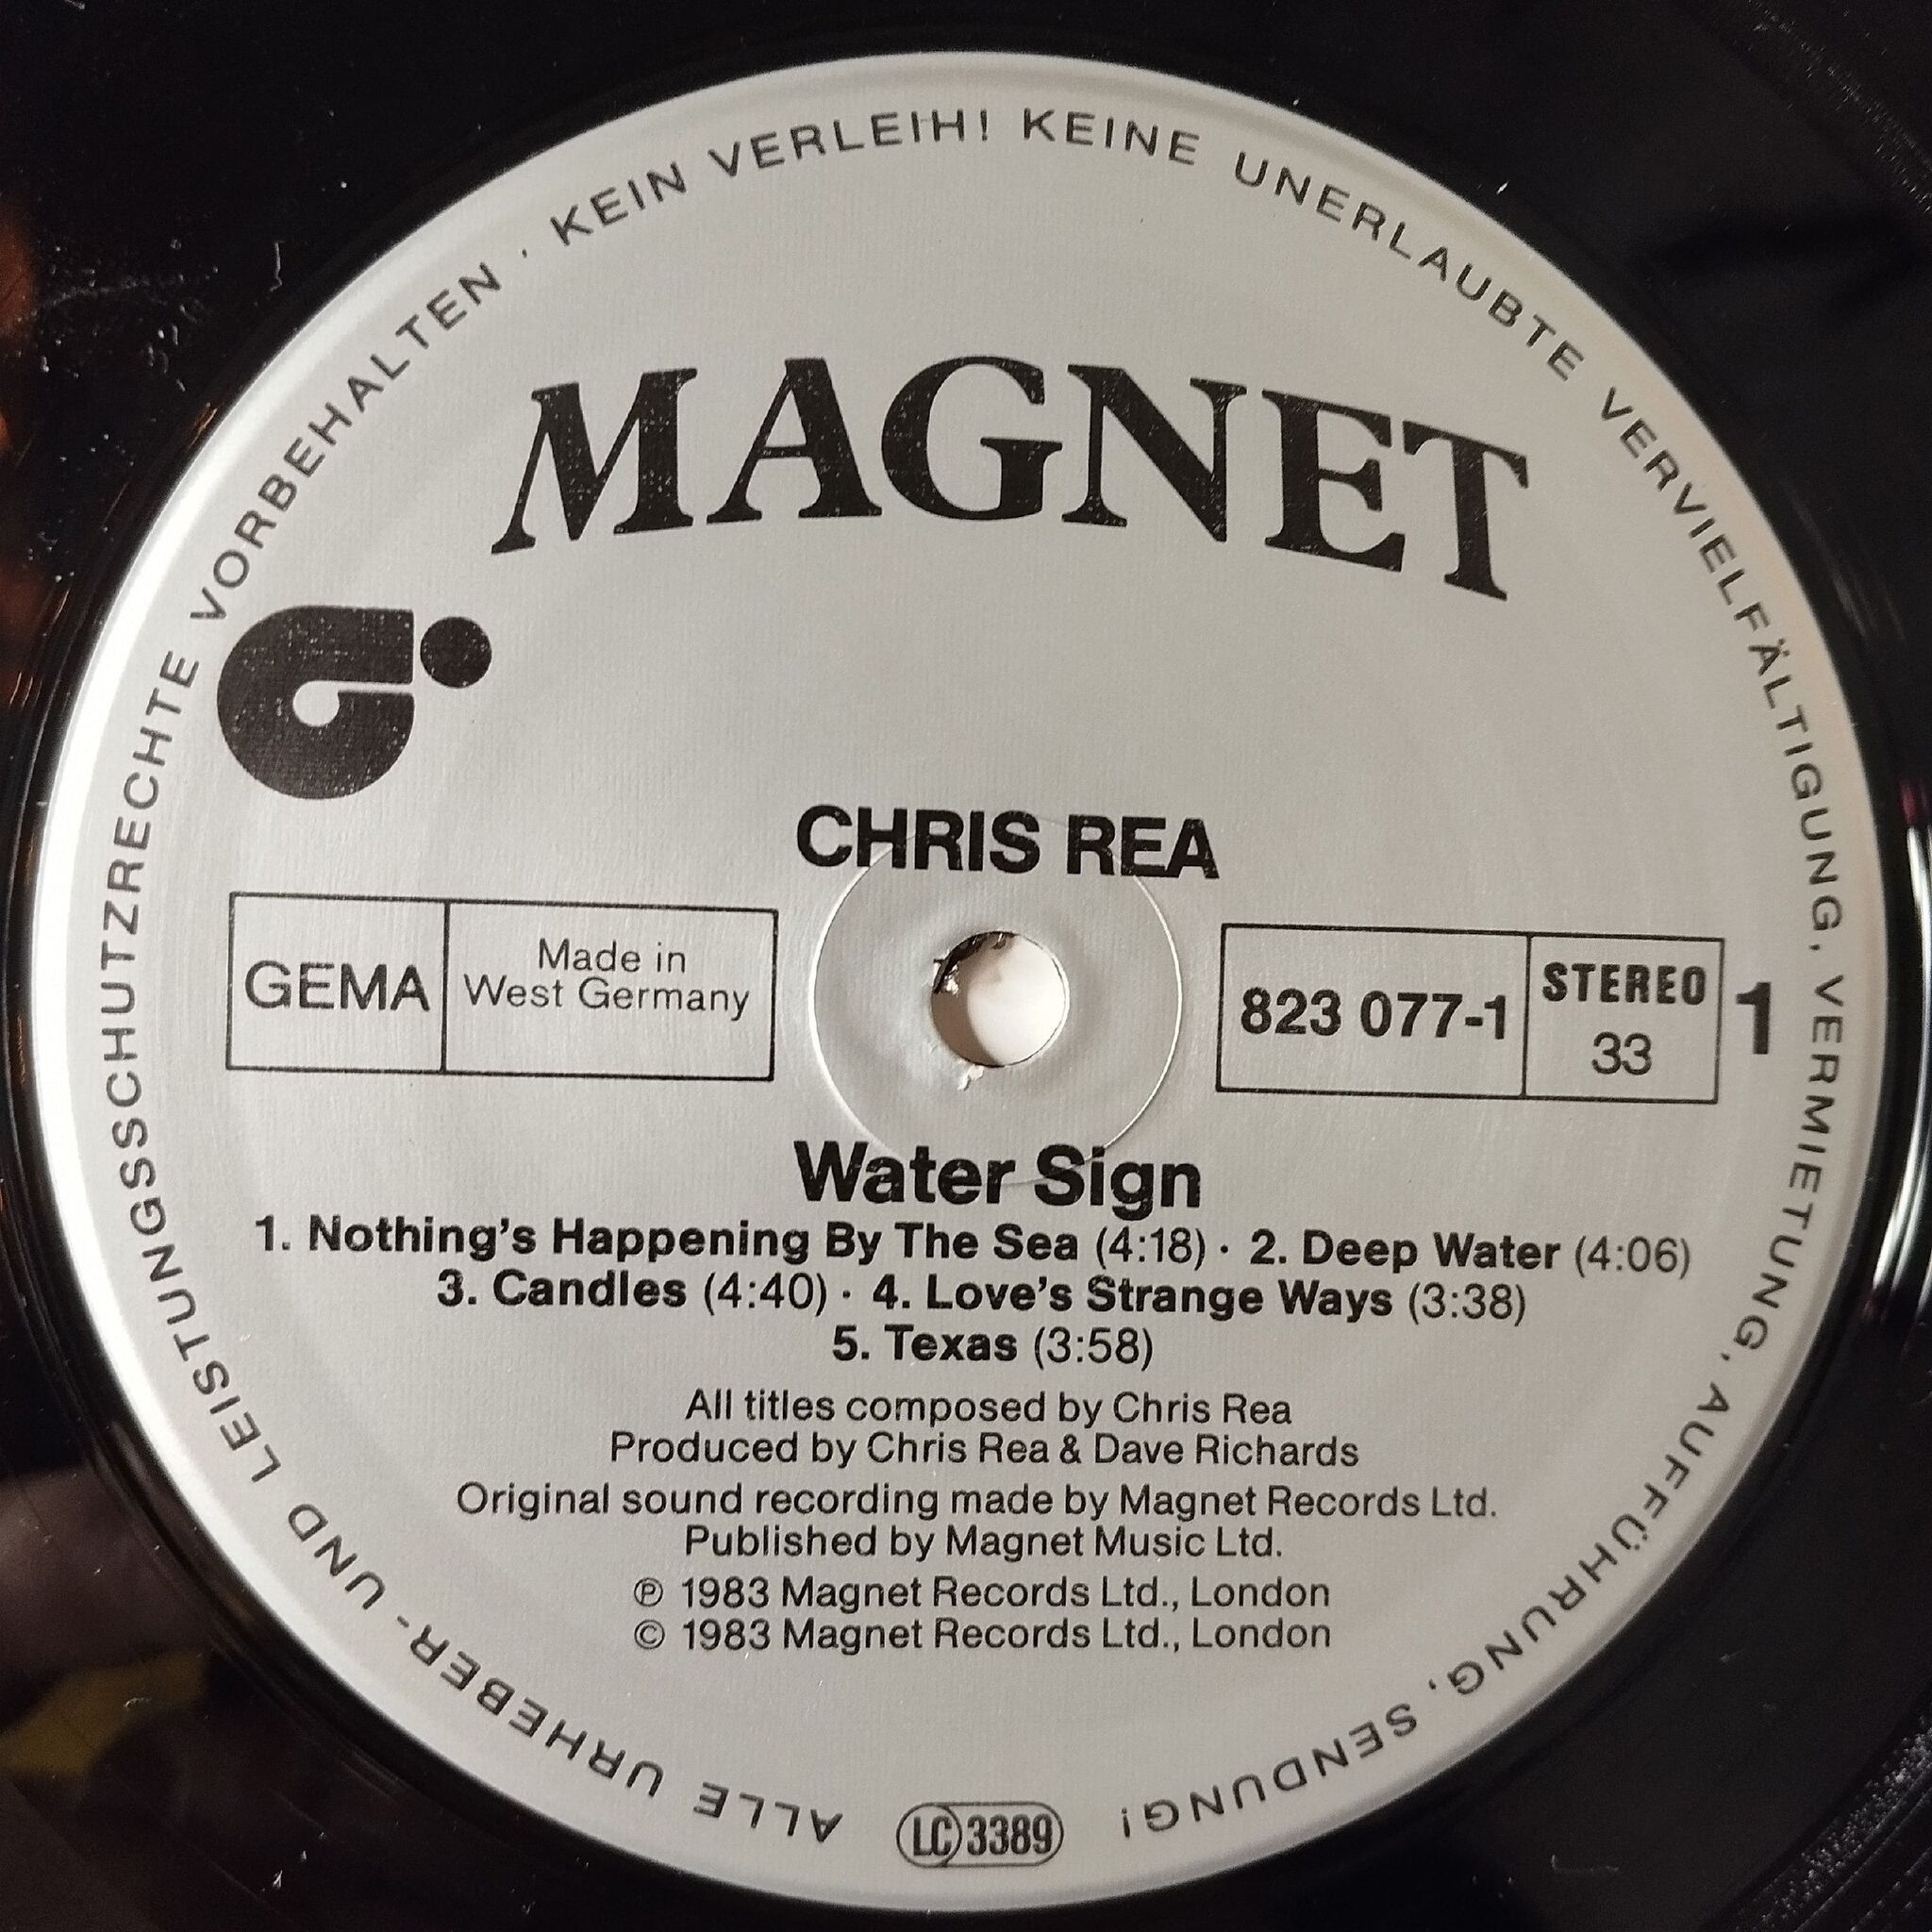 ALLE URHEBER- UND LEISTUNGSSCHUTZRECHTE VORBEHALTEN · KEIN VERLEIH! KEINE UNERLAUBTE VERVIELFÄLTIGUNG, VERMIETUNG, AUFFÜHRUNG, SENDUNG!
MAGNET
CHRIS REA
GEMA
Made in
West Germany
823 077-1
STEREO
33
1
Water Sign
1. Nothing's Happening By The Sea (4:18) · 2. Deep Water (4:06)
3. Candles (4:40) · 4. Love's Strange Ways (3:38)
5. Texas (3:58)
All titles composed by Chris Rea
Produced by Chris Rea & Dave Richards
Original sound recording made by Magnet Records Ltd.
Published by Magnet Music Ltd.
℗ 1983 Magnet Records Ltd., London
© 1983 Magnet Records Ltd., London
LC 3389